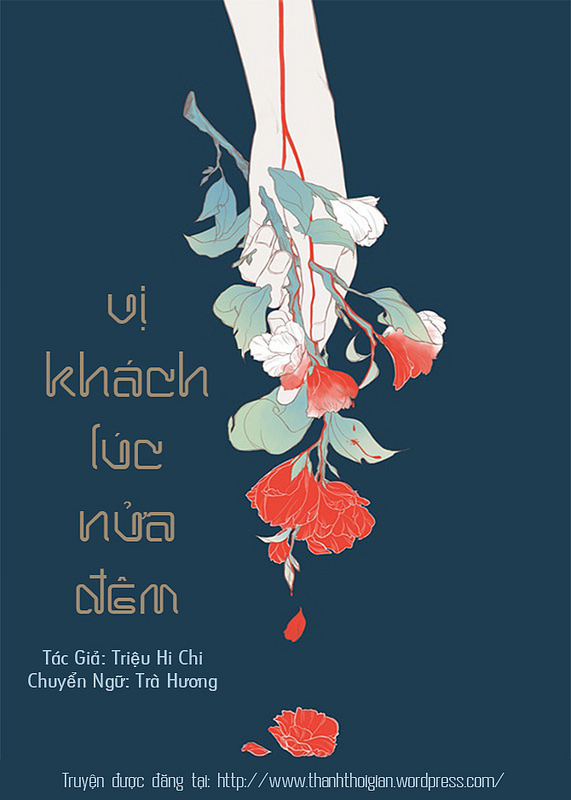 vị
khách
lúc
nửa
đêm
Tác Giả: Triệu Hi Chi
Chuyển Ngữ: Trà Hương
Truyện được đăng tại: http://www.thanhthoigian.wordpress.com/